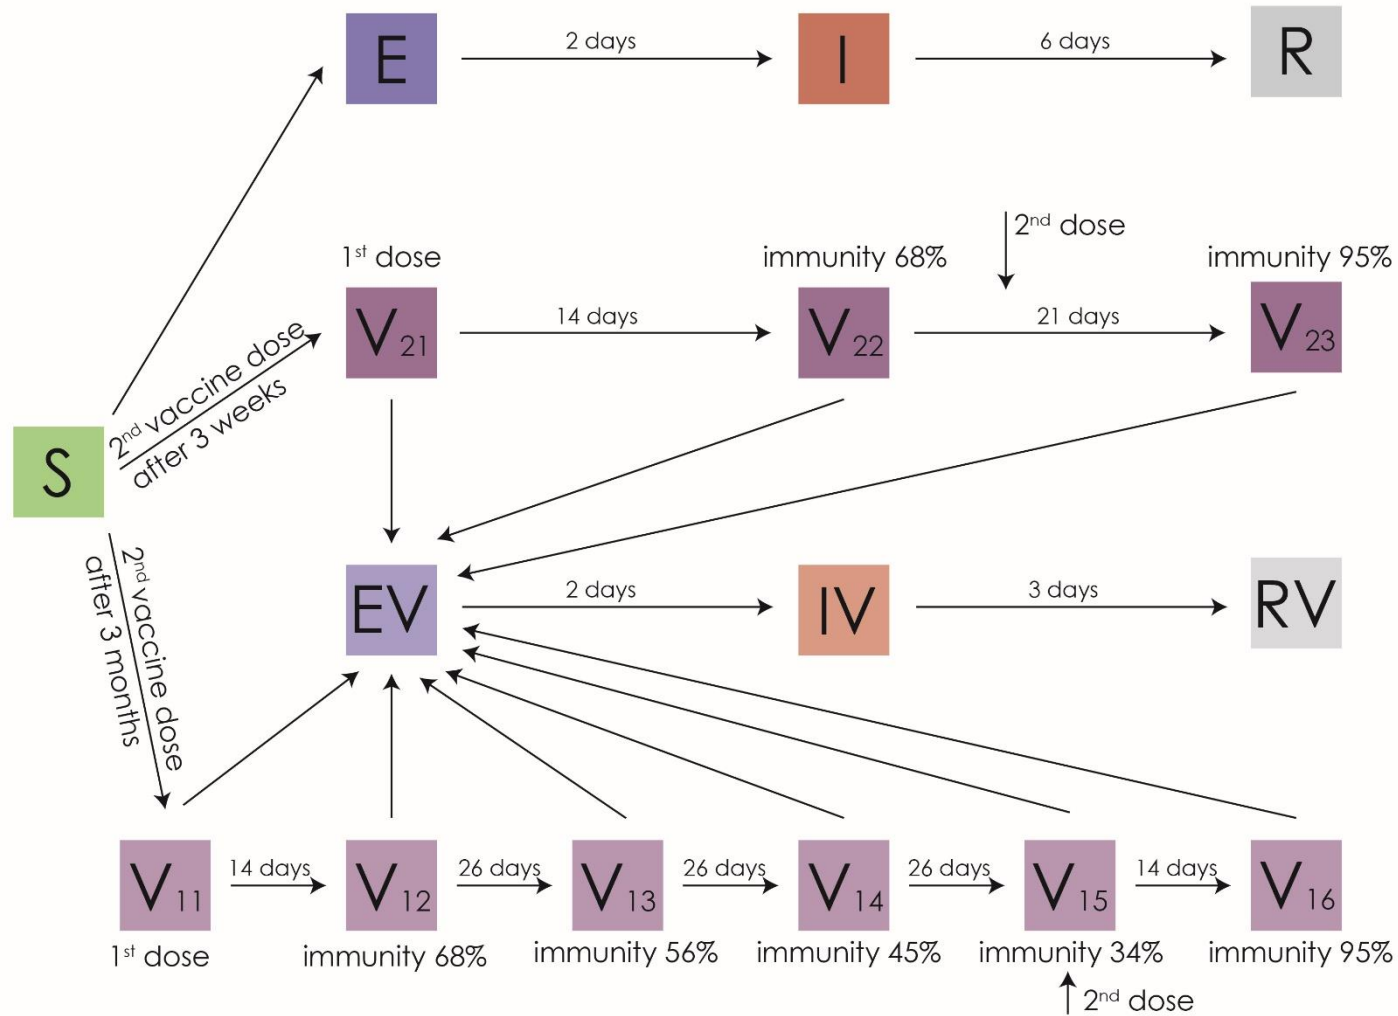 E
2 days
I
6 days
R
2nd dose
1st dose
immunity 68%
immunity 95%
V21
14 days
V22
21 days
V23
2nd vaccine dose
after 3 weeks
S
2nd vaccine dose
after 3 months
EV
2 days
IV
3 days
RV
V11
14 days
V12
26 days
V13
26 days
V14
26 days
V15
14 days
V16
1st dose
immunity 68%
immunity 56%
immunity 45%
immunity 34%
immunity 95%
2nd dose